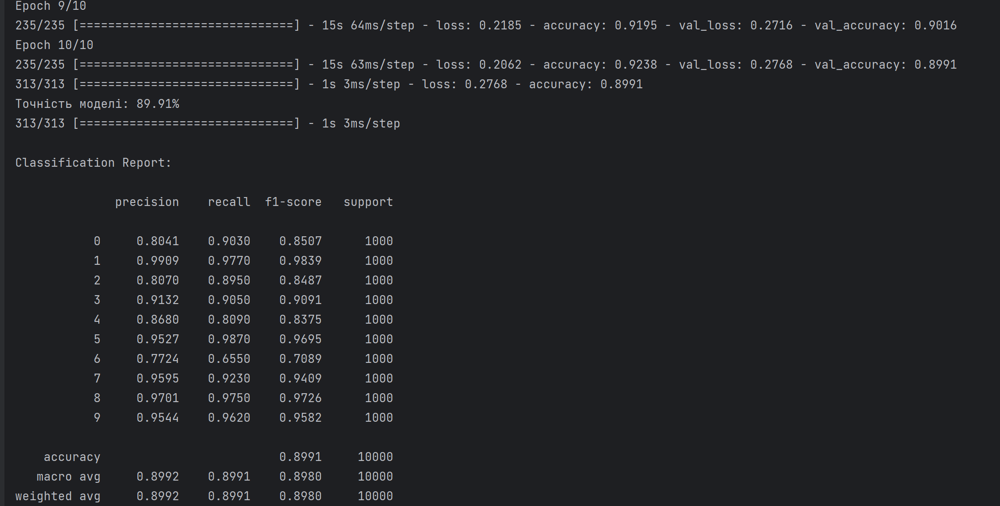 Epoch 9/10
235/235 [==============================] - 15s 64ms/step - loss: 0.2185 - accuracy: 0.9195 - val_loss: 0.2716 - val_accuracy: 0.9016
Epoch 10/10
235/235 [==============================] - 15s 63ms/step - loss: 0.2062 - accuracy: 0.9238 - val_loss: 0.2768 - val_accuracy: 0.8991
313/313 [==============================] - 1s 3ms/step - loss: 0.2768 - accuracy: 0.8991
Точність моделі: 89.91%
313/313 [==============================] - 1s 3ms/step
Classification Report:
precision    recall  f1-score   support
0     0.8041    0.9030    0.8507      1000
1     0.9909    0.9770    0.9839      1000
2     0.8070    0.8950    0.8487      1000
3     0.9132    0.9050    0.9091      1000
4     0.8680    0.8090    0.8375      1000
5     0.9527    0.9870    0.9695      1000
6     0.7724    0.6550    0.7089      1000
7     0.9595    0.9230    0.9409      1000
8     0.9701    0.9750    0.9726      1000
9     0.9544    0.9620    0.9582      1000
accuracy                         0.8991     10000
macro avg     0.8992    0.8991    0.8980     10000
weighted avg     0.8992    0.8991    0.8980     10000